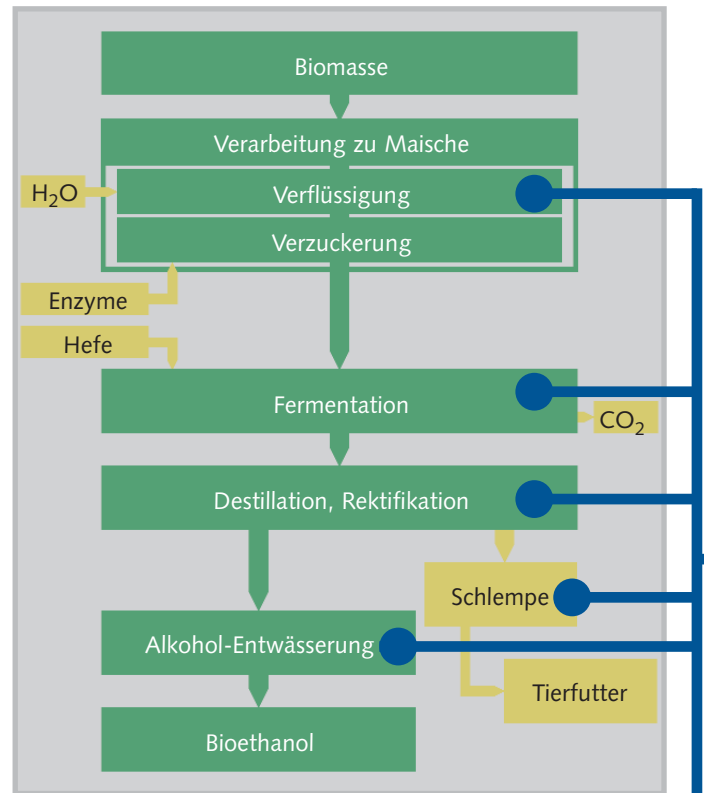 Biomasse
Verarbeitung zu Maische
H₂O
Verflüssigung
Verzuckerung
Enzyme
Hefe
Fermentation
CO₂
Destillation, Rektifikation
Schlempe
Alkohol-Entwässerung
Tierfutter
Bioethanol